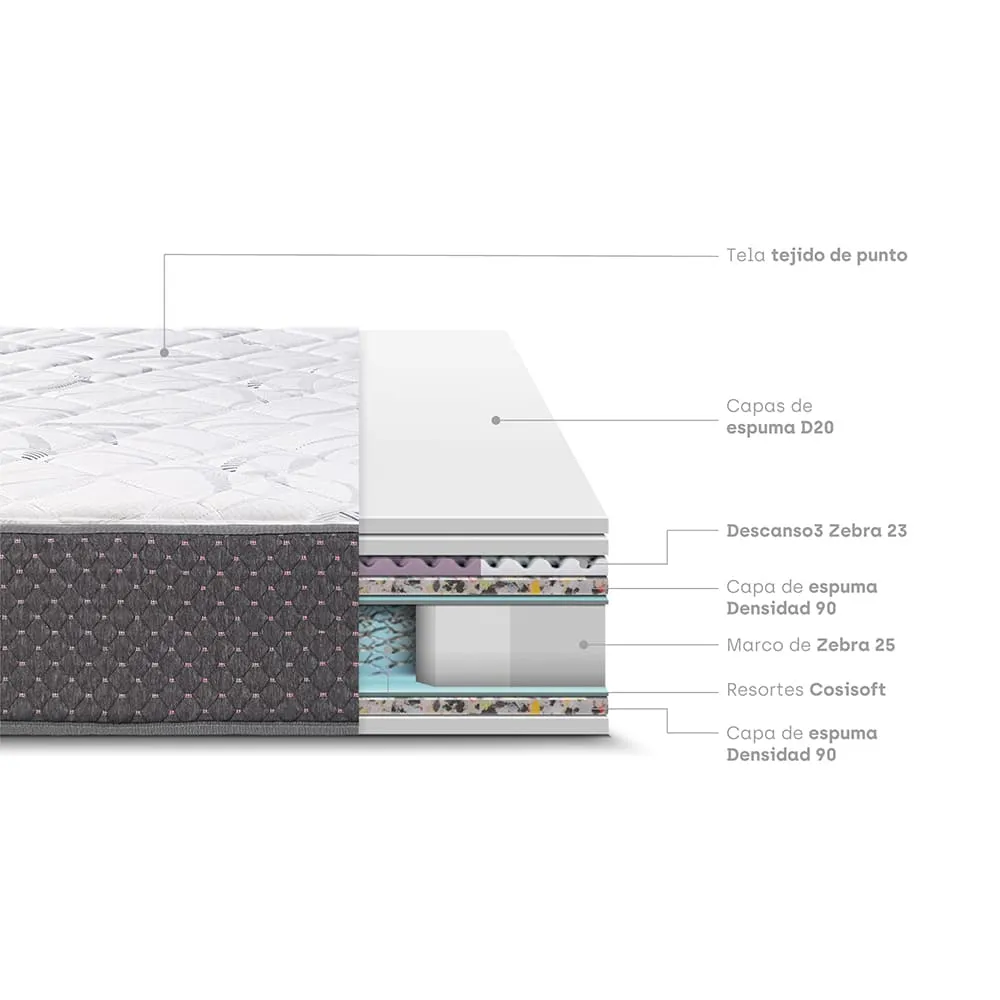 Tela tejido de punto
Capas de
espuma D20
Descanso3 Zebra 23
Capa de espuma
Densidad 90
Marco de Zebra 25
Resortes Cosisoft
Capa de espuma
Densidad 90